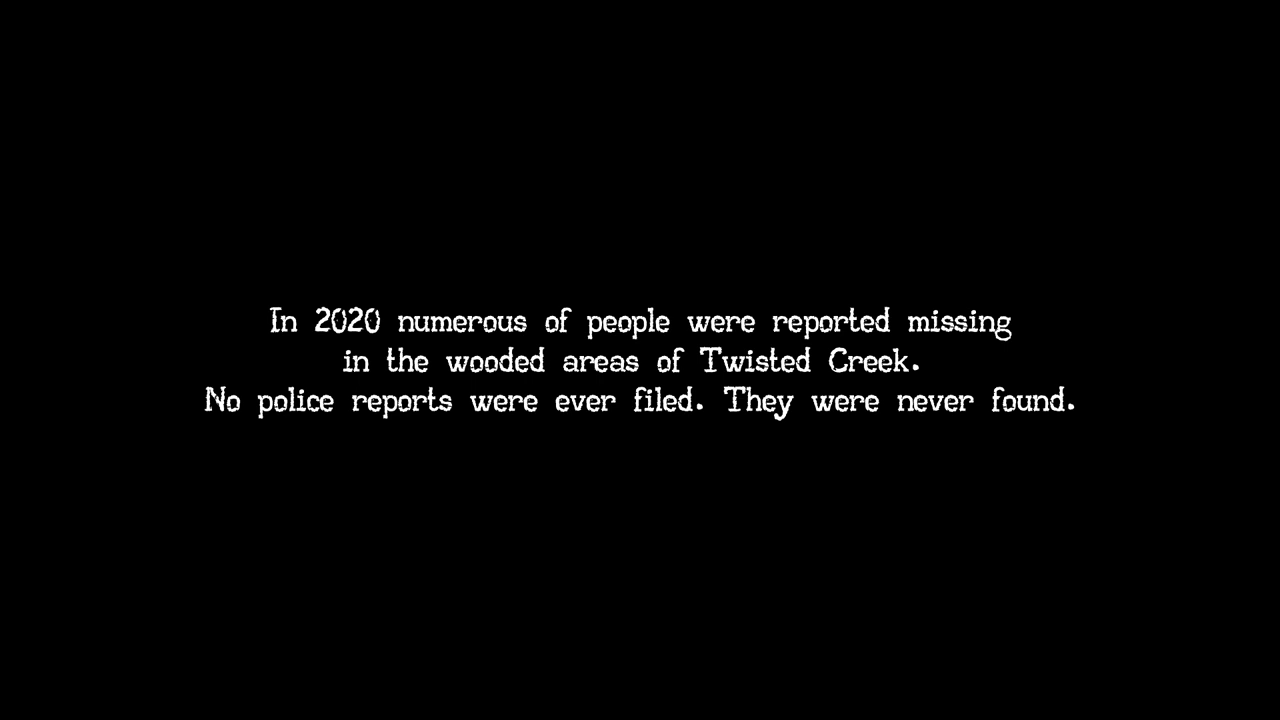 In 2020 numerous of people were reported missing
in the wooded areas of Twisted Creek.
No police reports were ever filed. They were never found.